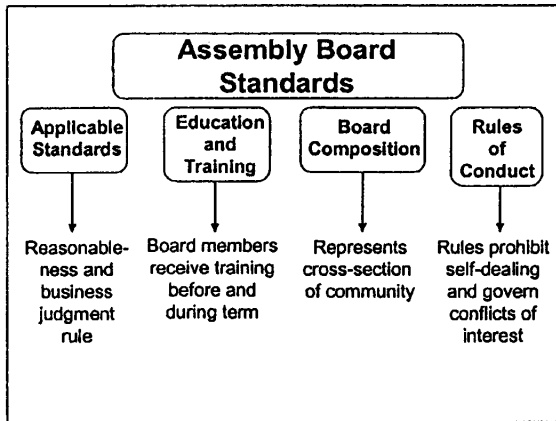 Assembly Board
Standards
Applicable
Standards
Education
and
Training
Board
Composition
Rules
of
Conduct
Reasonable-
ness and
business
judgment
rule
Board members
receive training
before and
during term
Represents
cross-section
of community
Rules prohibit
self-dealing
and govern
conflicts of
interest